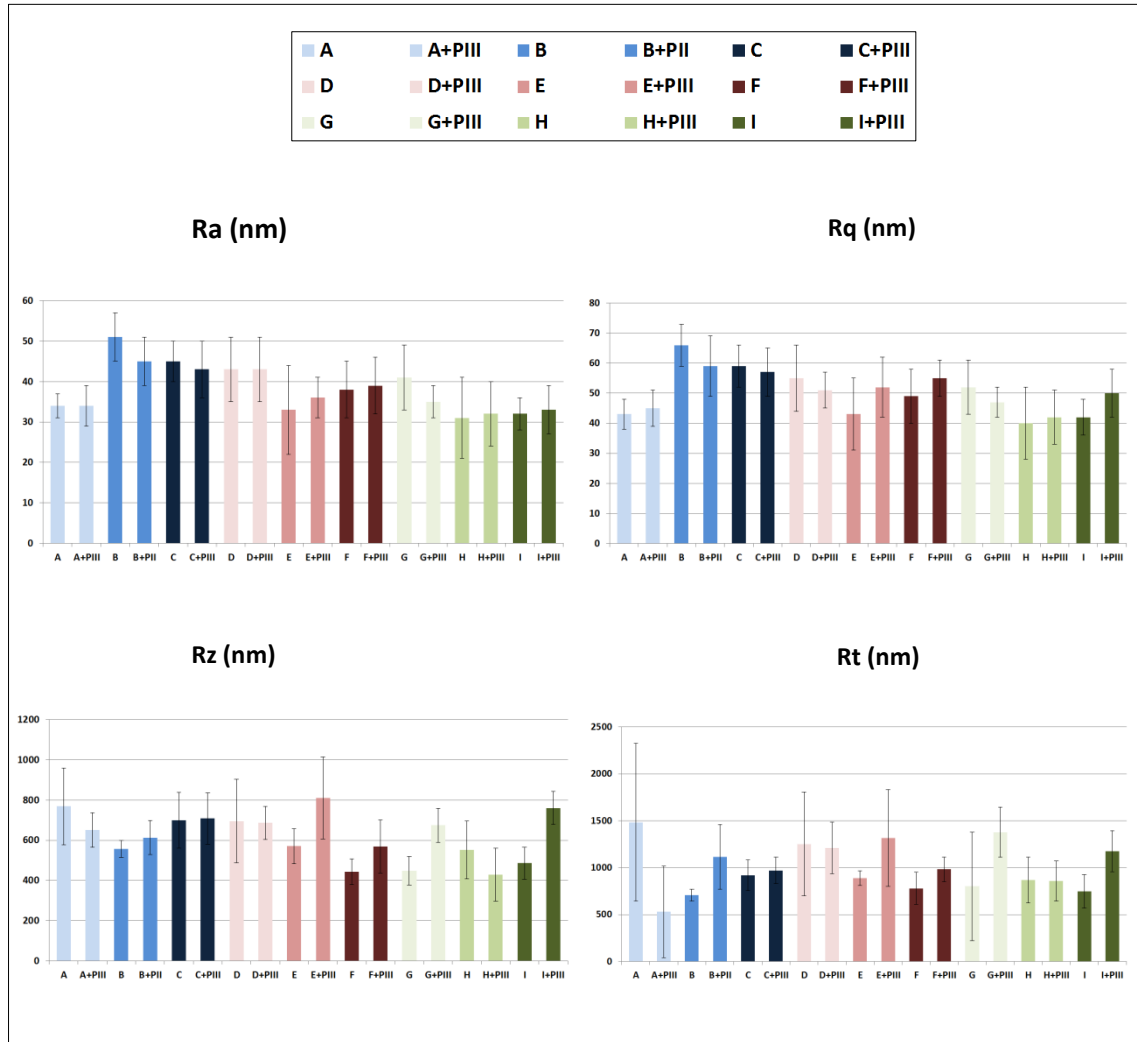 A A+PIII B B+PII C C+PIII
D D+PIII E E+PIII F F+PIII
G G+PIII H H+PIII I I+PIII
Ra (nm)
60
50
40
30
20
10
0
A A+PIII B B+PII C C+PIII D D+PIII E E+PIII F F+PIII G G+PIII H H+PIII I I+PIII
Rq (nm)
80
70
60
50
40
30
20
10
0
A A+PIII B B+PII C C+PIII D D+PIII E E+PIII F F+PIII G G+PIII H H+PIII I I+PIII
Rz (nm)
1200
1000
800
600
400
200
0
A A+PIII B B+PII C C+PIII D D+PIII E E+PIII F F+PIII G G+PIII H H+PIII I I+PIII
Rt (nm)
2500
2000
1500
1000
500
0
A A+PIII B B+PII C C+PIII D D+PIII E E+PIII F F+PIII G G+PIII H H+PIII I I+PIII